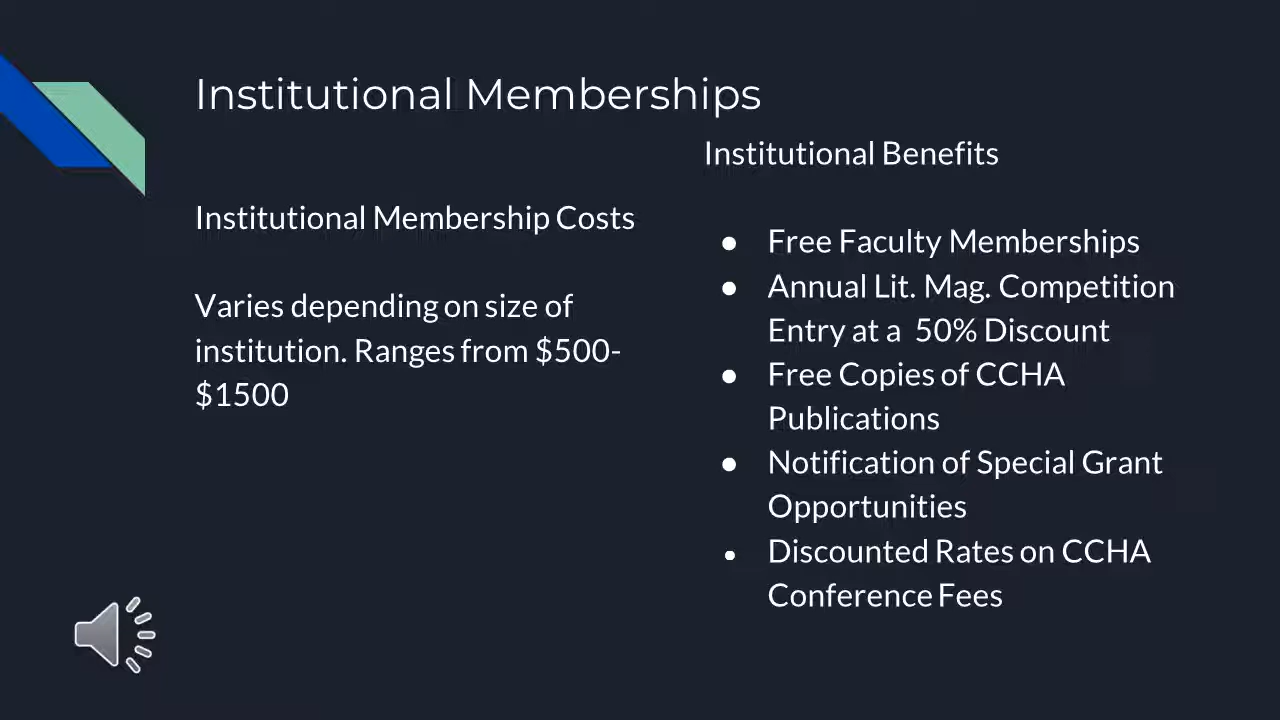 Institutional Memberships
Institutional Membership Costs
Varies depending on size of
institution. Ranges from $500-
$1500
Institutional Benefits
● Free Faculty Memberships
● Annual Lit. Mag. Competition
Entry at a  50% Discount
● Free Copies of CCHA
Publications
● Notification of Special Grant
Opportunities
● Discounted Rates on CCHA
Conference Fees